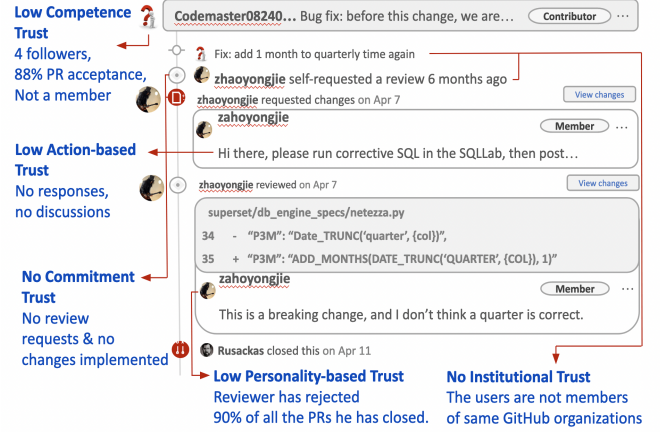 Low Competence
Trust
4 followers,
88% PR acceptance,
Not a member
Codemaster08240... Bug fix: before this change, we are...
Contributor
...
Fix: add 1 month to quarterly time again
zhaoyongjie self-requested a review 6 months ago
zhaoyongjie requested changes on Apr 7
View changes
zahoyongjie
Member
...
Hi there, please run corrective SQL in the SQLLab, then post...
Low Action-based
Trust
No responses,
no discussions
zhaoyongjie reviewed on Apr 7
View changes
superset/db_engine_specs/netezza.py
34 - “P3M”: “Date_TRUNC(‘quarter’, {col})”,
35 + “P3M”: “ADD_MONTHS(DATE_TRUNC(‘QUARTER’, {COL}), 1)”
zahoyongjie
Member
...
This is a breaking change, and I don’t think a quarter is correct.
No Commitment
Trust
No review
requests & no
changes implemented
Rusackas closed this on Apr 11
Low Personality-based Trust
Reviewer has rejected
90% of all the PRs he has closed.
No Institutional Trust
The users are not members
of same GitHub organizations